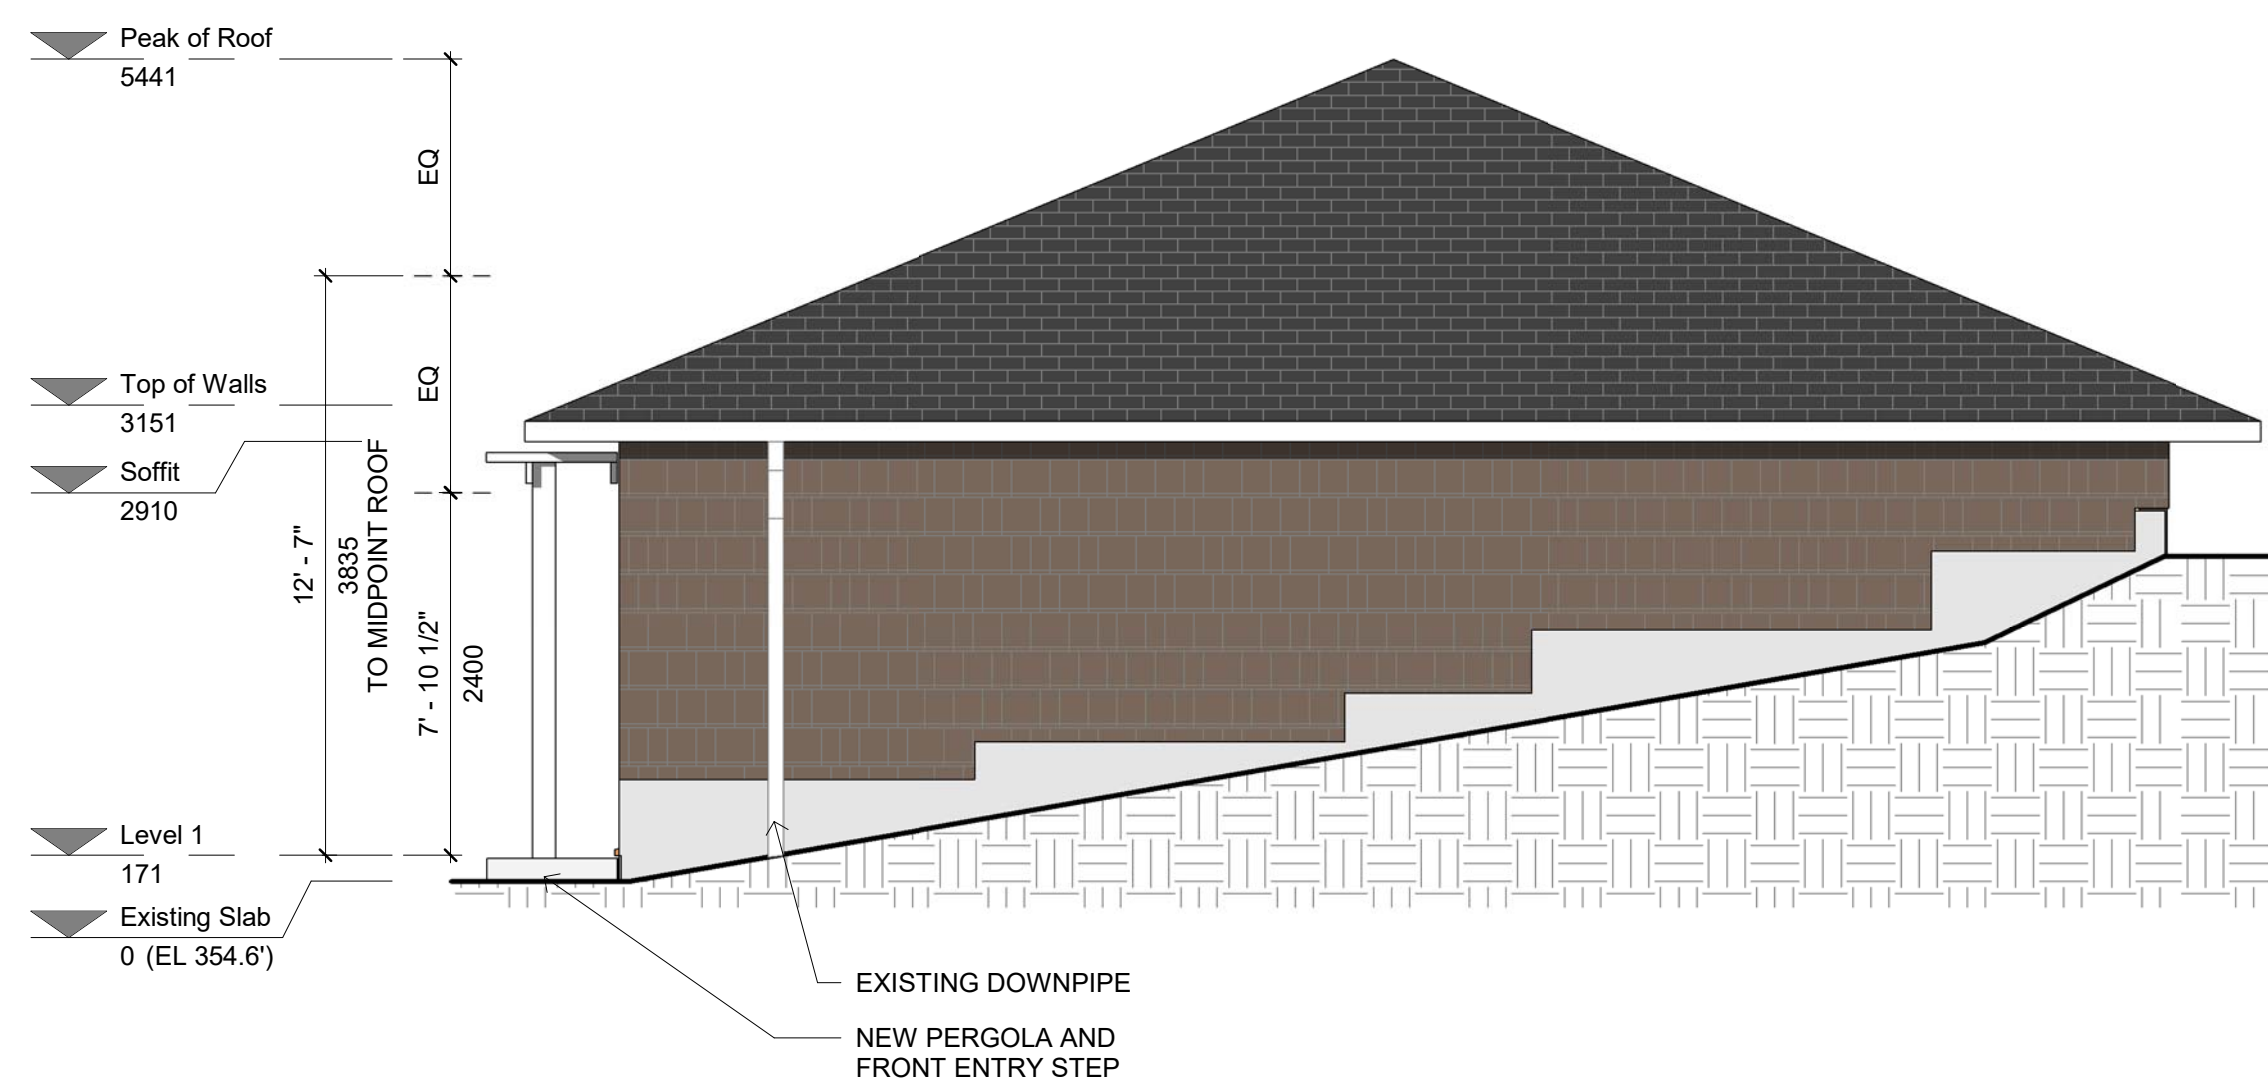 Peak of Roof
5441
EQ
EQ
Top of Walls
3151
Soffit
2910
12' - 7"
3835
TO MIDPOINT ROOF
7' - 10 1/2"
2400
Level 1
171
Existing Slab
0 (EL 354.6')
EXISTING DOWNPIPE
NEW PERGOLA AND
FRONT ENTRY STEP